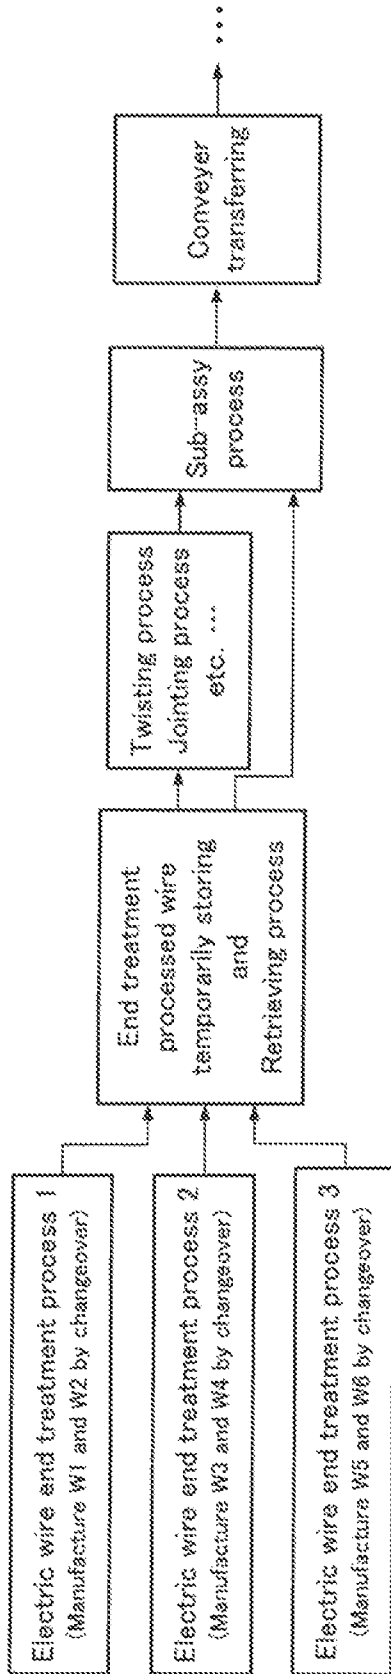 Electric wire end treatment process 1
(Manufacture W1 and W2 by changeover)
Electric wire end treatment process 2
(Manufacture W3 and W4 by changeover)
Electric wire end treatment process 3
(Manufacture W5 and W6 by changeover)
End treatment
processed wire
temporarily storing
and
Retrieving process
Twisting process
Jointing process
etc. ...
Sub-assy
process
Conveyer
transferring
...